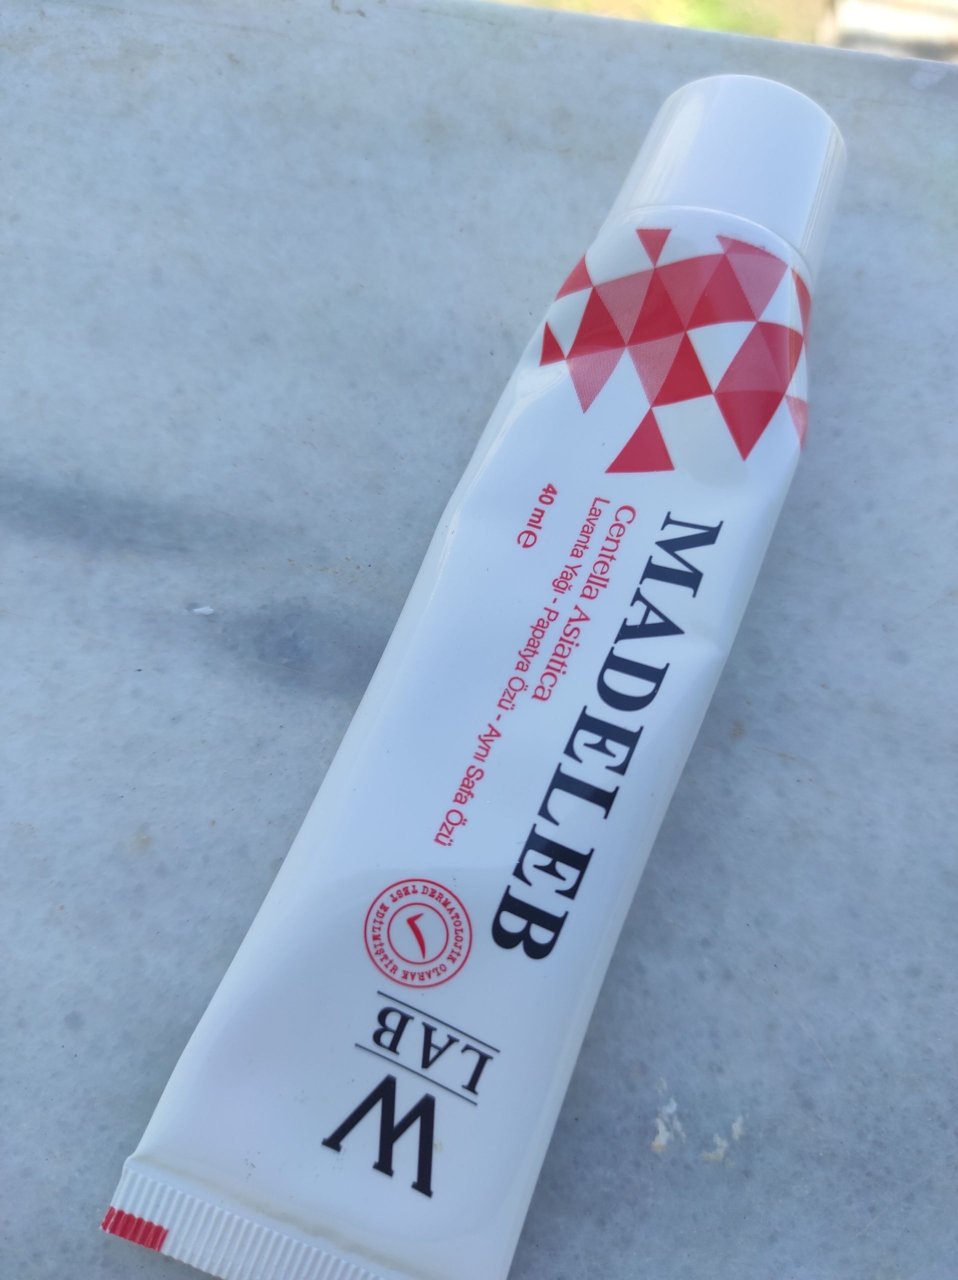 MADELEB
Centella Asiatica
Lavanta Yağı - Papatya Özü - Aynı Safa Özü
40 ml e
DERMATOLOJİK OLARAK TEST EDİLMİŞTİR
W
LAB